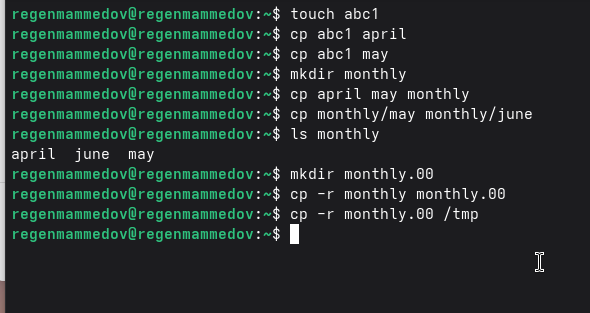 regenmammedov@regenmammedov:~$ touch abc1
regenmammedov@regenmammedov:~$ cp abc1 april
regenmammedov@regenmammedov:~$ cp abc1 may
regenmammedov@regenmammedov:~$ mkdir monthly
regenmammedov@regenmammedov:~$ cp april may monthly
regenmammedov@regenmammedov:~$ cp monthly/may monthly/june
regenmammedov@regenmammedov:~$ ls monthly
april  june  may
regenmammedov@regenmammedov:~$ mkdir monthly.00
regenmammedov@regenmammedov:~$ cp -r monthly monthly.00
regenmammedov@regenmammedov:~$ cp -r monthly.00 /tmp
regenmammedov@regenmammedov:~$